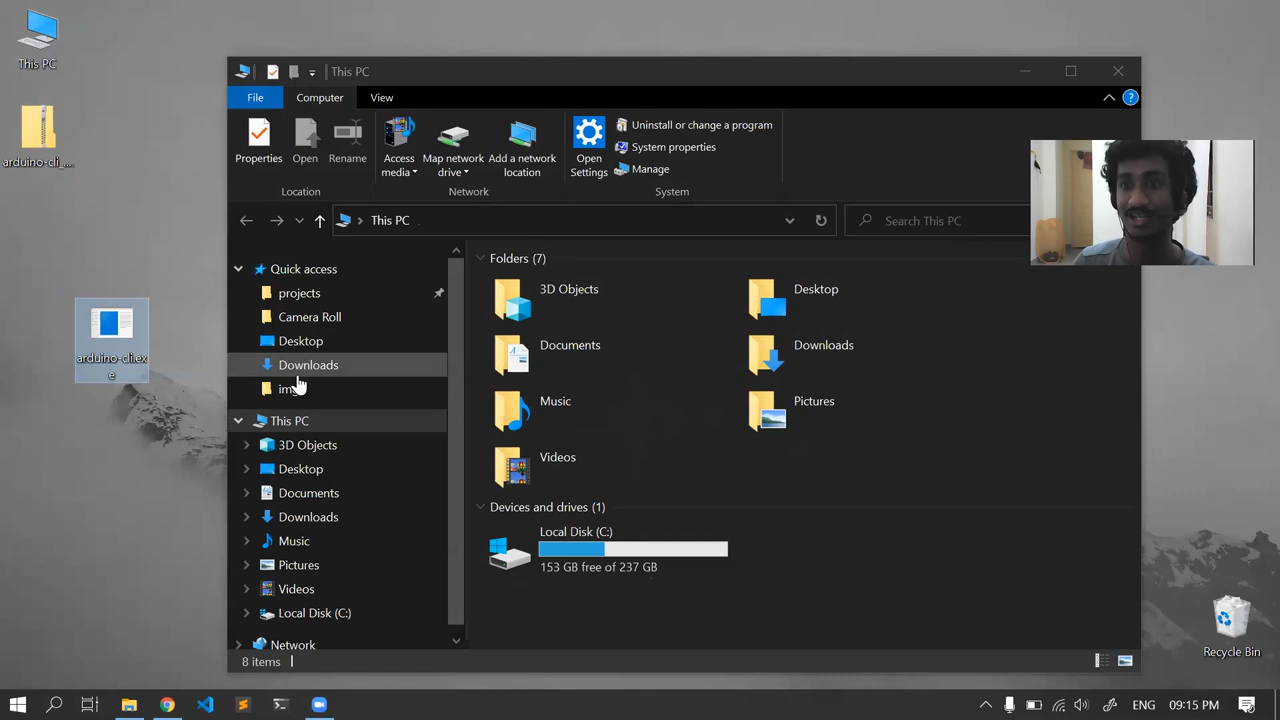 This PC
arduino-cli_...
arduino-cli.ex
e
This PC
File
Computer
View
Properties
Open
Rename
Access
media
Map network
drive
Add a network
location
Open
Settings
Uninstall or change a program
System properties
Manage
Location
Network
System
This PC
Search This PC
Quick access
projects
Camera Roll
Desktop
Downloads
This PC
3D Objects
Desktop
Documents
Downloads
Music
Pictures
Videos
Local Disk (C:)
Network
Folders (7)
3D Objects
Desktop
Documents
Downloads
Music
Pictures
Videos
Devices and drives (1)
Local Disk (C:)
153 GB free of 237 GB
8 items
Recycle Bin
ENG
09:15 PM